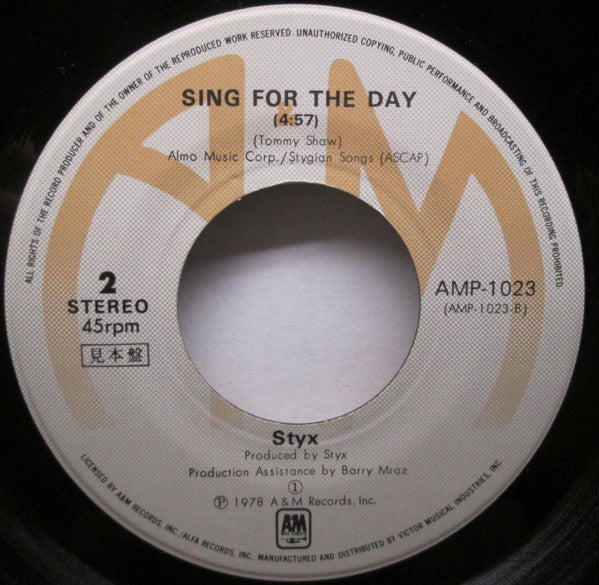 ALL RIGHTS OF THE RECORD PRODUCER AND OF THE OWNER OF THE REPRODUCED WORK RESERVED. UNAUTHORIZED COPYING, PUBLIC PERFORMANCE AND BROADCASTING OF THIS RECORDING PROHIBITED.
SING FOR THE DAY
(4:57)
(Tommy Shaw)
Almo Music Corp./Stygian Songs (ASCAP)
2
STEREO
45rpm
見本盤
AMP-1023
(AMP-1023-B)
Styx
Produced by Styx
Production Assistance by Barry Mraz
①
Ⓟ 1978 A&M Records, Inc.
A&M
RECORDS
LICENSED BY A&M RECORDS, INC./ALFA RECORDS, INC., MANUFACTURED AND DISTRIBUTED BY VICTOR MUSICAL INDUSTRIES, INC.